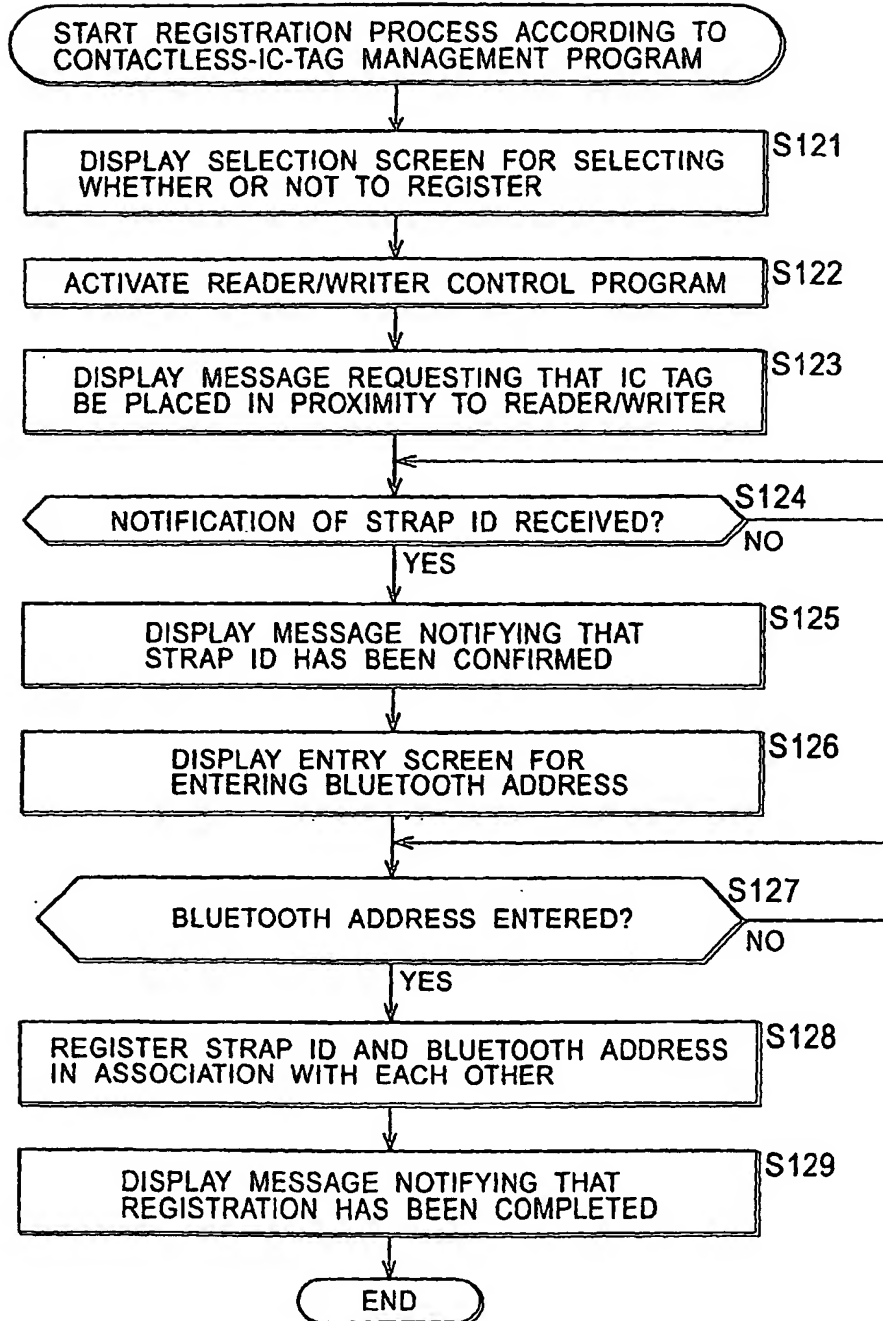 START REGISTRATION PROCESS ACCORDING TO
CONTACTLESS-IC-TAG MANAGEMENT PROGRAM
S121
DISPLAY SELECTION SCREEN FOR SELECTING
WHETHER OR NOT TO REGISTER
S122
ACTIVATE READER/WRITER CONTROL PROGRAM
S123
DISPLAY MESSAGE REQUESTING THAT IC TAG
BE PLACED IN PROXIMITY TO READER/WRITER
S124
NOTIFICATION OF STRAP ID RECEIVED?
NO
YES
S125
DISPLAY MESSAGE NOTIFYING THAT
STRAP ID HAS BEEN CONFIRMED
S126
DISPLAY ENTRY SCREEN FOR
ENTERING BLUETOOTH ADDRESS
S127
BLUETOOTH ADDRESS ENTERED?
NO
YES
S128
REGISTER STRAP ID AND BLUETOOTH ADDRESS
IN ASSOCIATION WITH EACH OTHER
S129
DISPLAY MESSAGE NOTIFYING THAT
REGISTRATION HAS BEEN COMPLETED
END